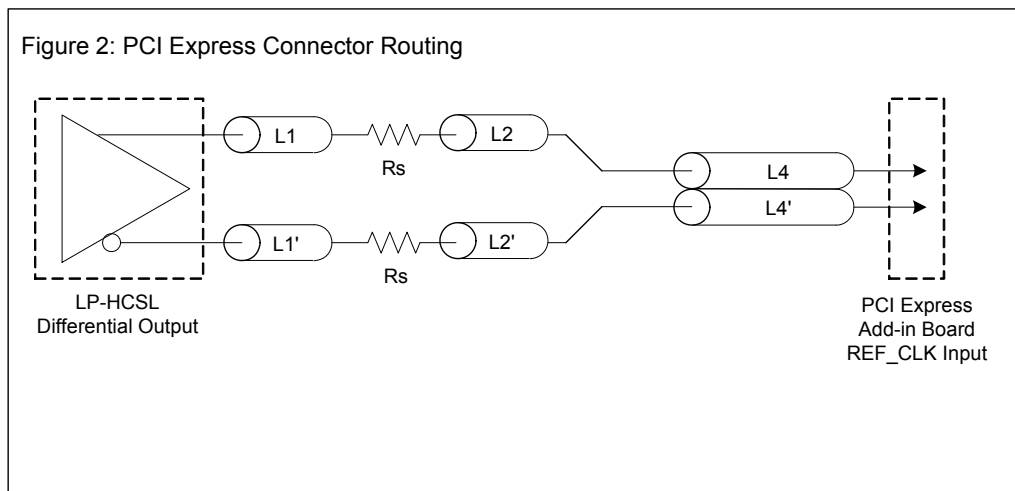 Figure 2: PCI Express Connector Routing
L1
Rs
L2
L4
L4'
L1'
Rs
L2'
LP-HCSL
Differential Output
PCI Express
Add-in Board
REF_CLK Input